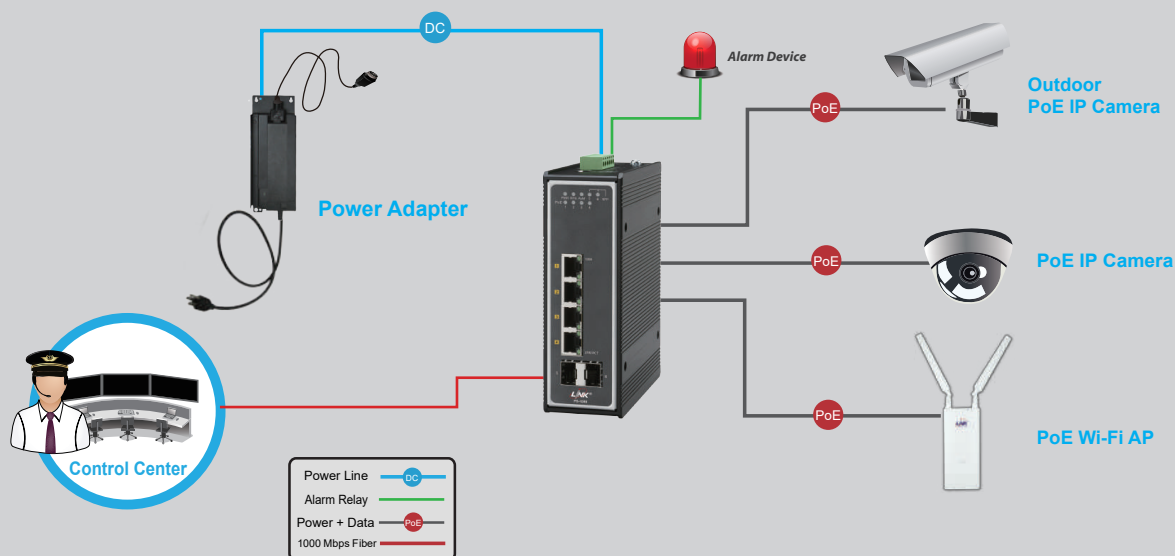 DC
Alarm Device
PoE
Outdoor
PoE IP Camera
Power Adapter
PoE
PoE IP Camera
PoE
PoE Wi-Fi AP
Control Center
LINK
Power Line
DC
Alarm Relay
Power + Data
PoE
1000 Mbps Fiber